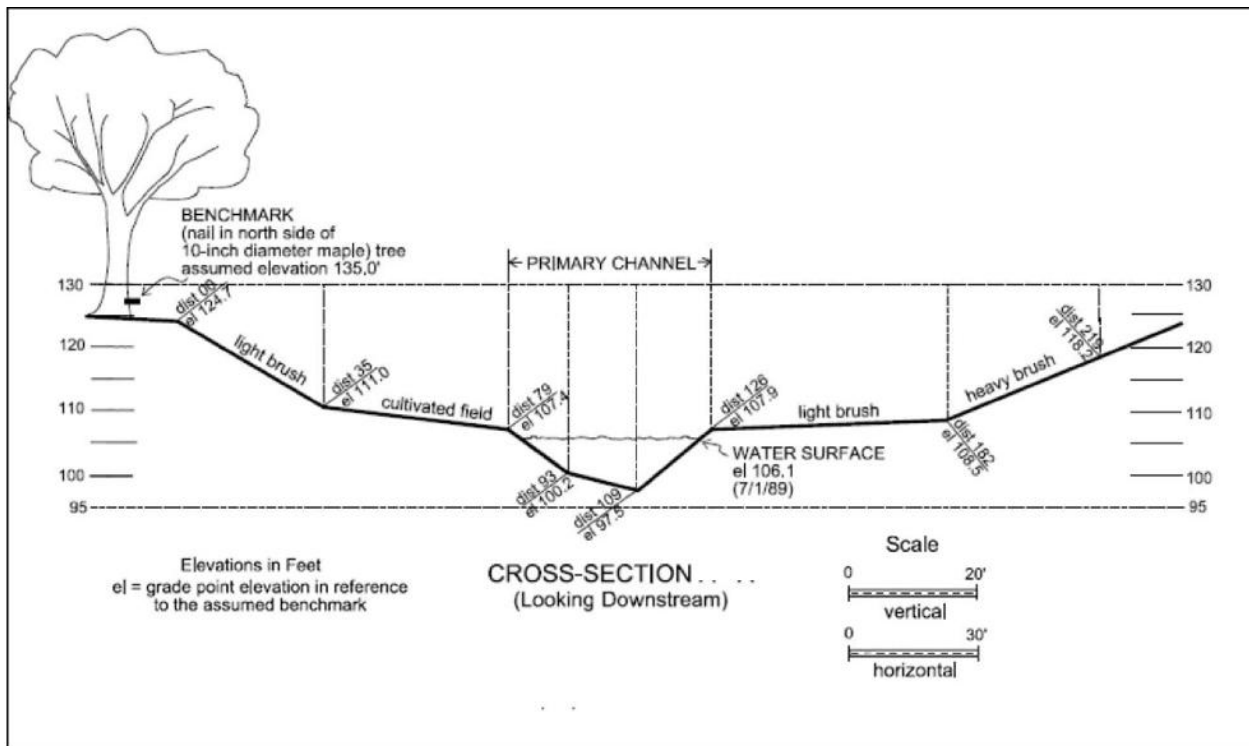 BENCHMARK
(nail in north side of
10-inch diameter maple) tree
assumed elevation 135.0'
PRIMARY CHANNEL
130
130
dist 00
el 124.7
120
120
light brush
dist 35
el 111.0
cultivated field
dist 79
el 107.4
dist 126
el 107.9
light brush
heavy brush
dist 219
el 118.2
110
110
WATER SURFACE
el 106.1
(7/1/89)
dist 182
el 108.5
100
100
dist 93
el 100.2
dist 109
el 97.5
95
95
Elevations in Feet
el = grade point elevation in reference
to the assumed benchmark
CROSS-SECTION . . . .
(Looking Downstream)
Scale
0 20'
vertical
0 30'
horizontal